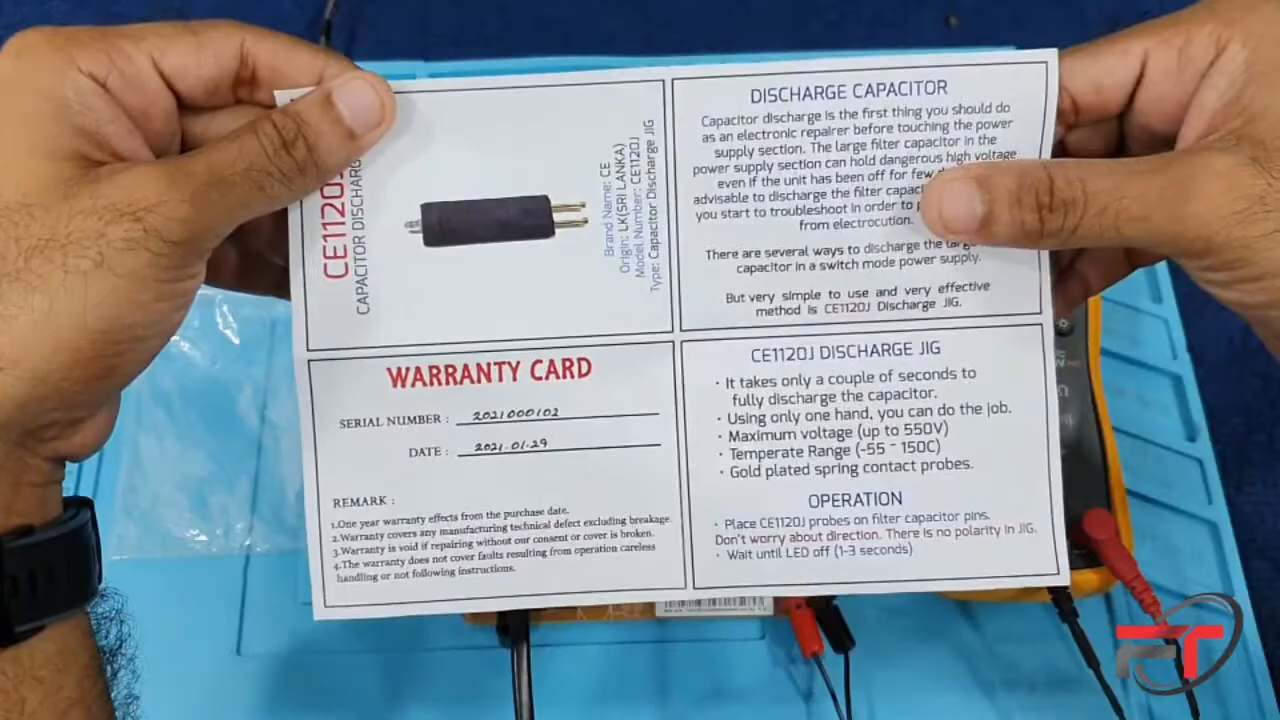 CE1120J
CAPACITOR DISCHARG
Brand Name: CE
Origin: LK(SRI LANKA)
Model Number: CE1120J
Type: Capacitor Discharge JIG
DISCHARGE CAPACITOR
Capacitor discharge is the first thing you should do
as an electronic repairer before touching the power
supply section. The large filter capacitor in the
power supply section can hold dangerous high voltage
even if the unit has been off for few
advisable to discharge the filter
you start to troubleshoot in order to
from electrocution.
There are several ways to discharge the
capacitor in a switch mode power supply.
But very simple to use and very effective
method is CE1120J Discharge JIG.
WARRANTY CARD
SERIAL NUMBER : 2021000102
DATE : 2021.01.29
REMARK :
1.One year warranty effects from the purchase date.
2.Warranty covers any manufacturing technical defect excluding breakage.
3.Warranty is void if repairing without our consent or cover is broken.
4.The warranty does not cover faults resulting from operation careless
handling or not following instructions.
CE1120J DISCHARGE JIG
· It takes only a couple of seconds to
fully discharge the capacitor.
· Using only one hand, you can do the job.
· Maximum voltage (up to 550V)
· Temperate Range (-55 ~ 150C)
· Gold plated spring contact probes.
OPERATION
· Place CE1120J probes on filter capacitor pins.
Don't worry about direction. There is no polarity in JIG.
· Wait until LED off (1-3 seconds)
FT